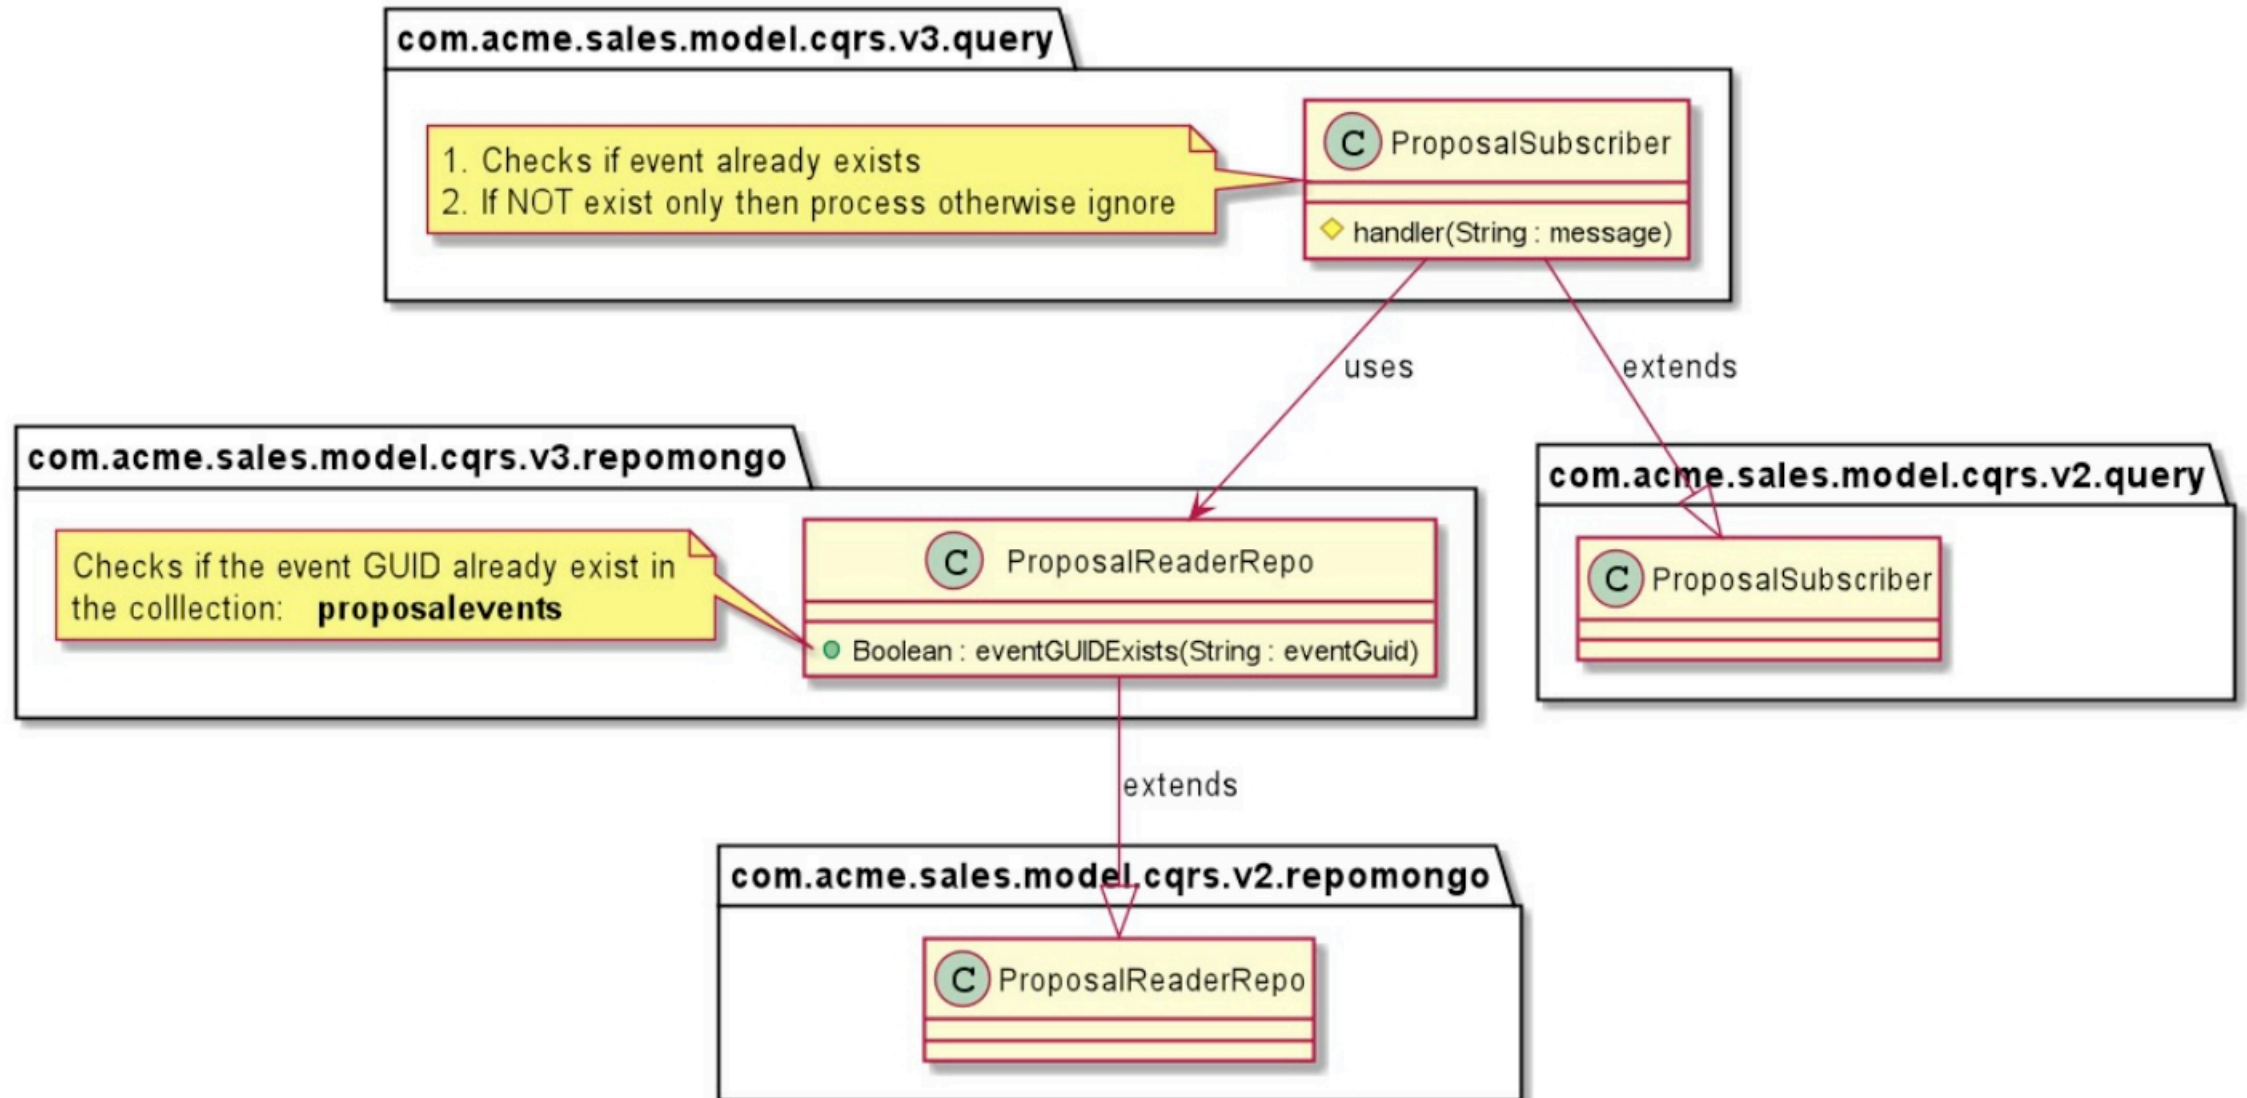 com.acme.sales.model.cqrs.v3.query
1. Checks if event already exists
2. If NOT exist only then process otherwise ignore
C ProposalSubscriber
handler(String : message)
uses
extends
com.acme.sales.model.cqrs.v3.repomongo
Checks if the event GUID already exist in
the colllection: proposalevents
C ProposalReaderRepo
Boolean : eventGUIDExists(String : eventGuid)
com.acme.sales.model.cqrs.v2.query
C ProposalSubscriber
extends
com.acme.sales.model.cqrs.v2.repomongo
C ProposalReaderRepo